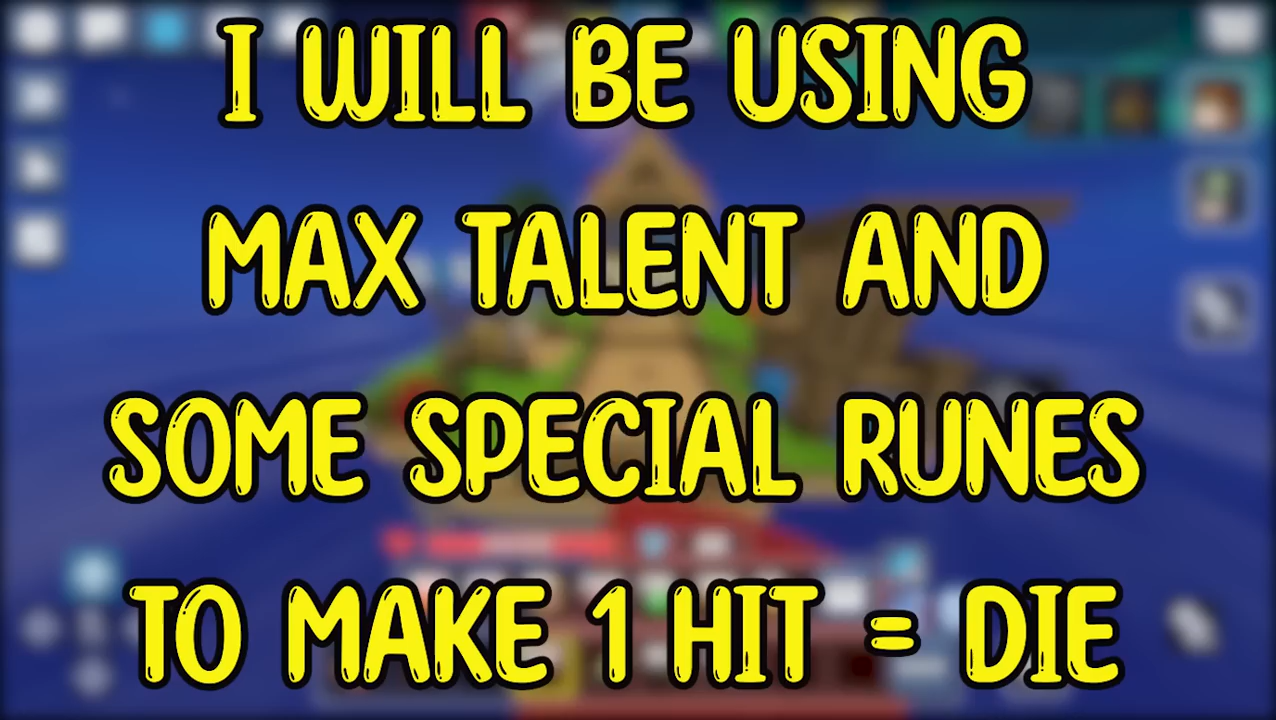 I WILL BE USING
MAX TALENT AND
SOME SPECIAL RUNES
TO MAKE 1 HIT = DIE